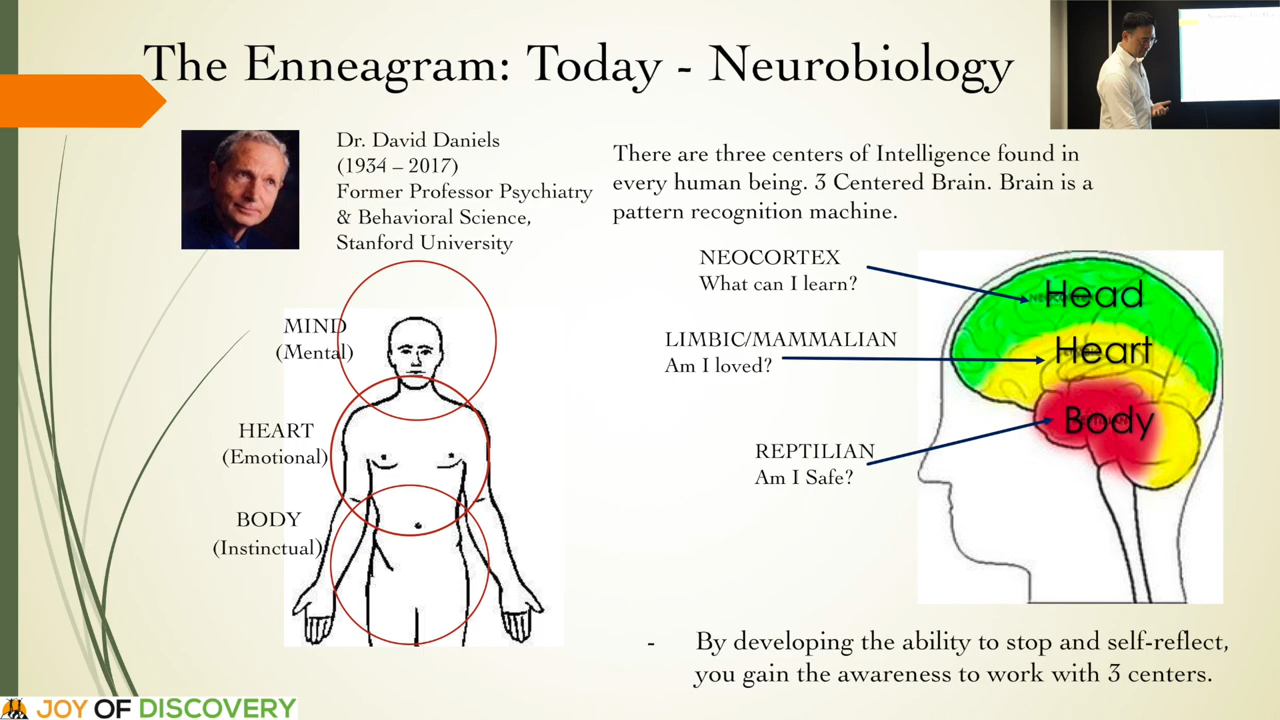 The Enneagram: Today - Neurobiology
Dr. David Daniels
(1934 – 2017)
Former Professor Psychiatry
& Behavioral Science,
Stanford University
There are three centers of Intelligence found in
every human being. 3 Centered Brain. Brain is a
pattern recognition machine.
MIND
(Mental)
HEART
(Emotional)
BODY
(Instinctual)
NEOCORTEX
What can I learn?
LIMBIC/MAMMALIAN
Am I loved?
REPTILIAN
Am I Safe?
Head
Heart
Body
- By developing the ability to stop and self-reflect,
you gain the awareness to work with 3 centers.
JOY OF DISCOVERY